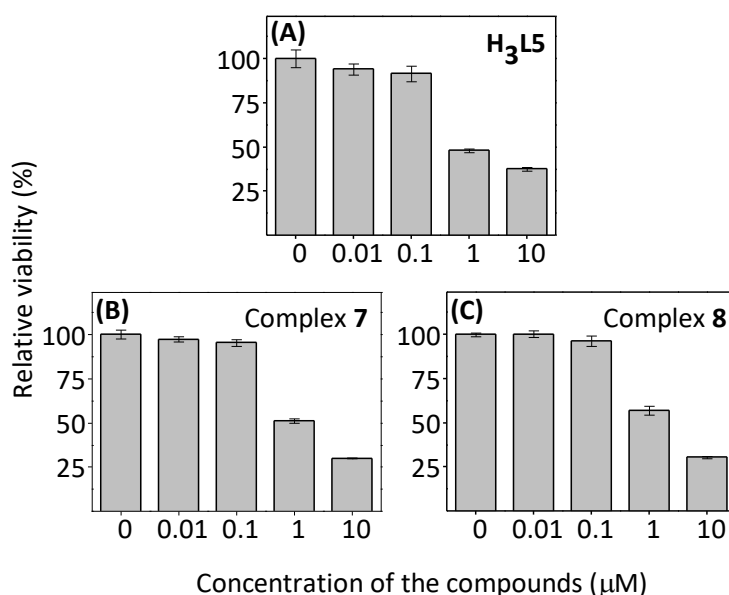 (A) H3L5
100
75
50
25
0 0.01 0.1 1 10
Relative viability (%)
(B) Complex 7
100
75
50
25
0 0.01 0.1 1 10
(C) Complex 8
100
75
50
25
0 0.01 0.1 1 10
Concentration of the compounds (μM)